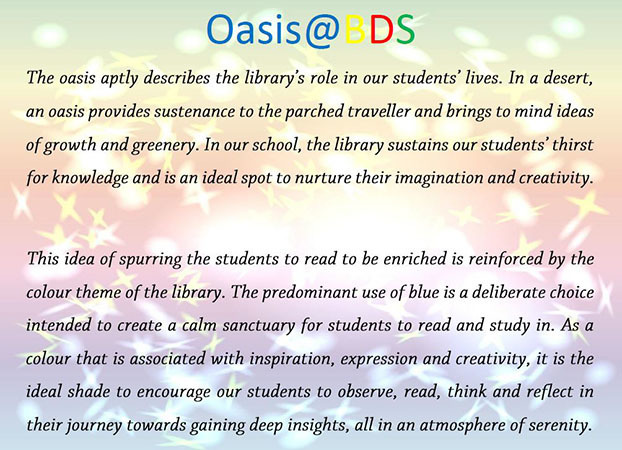 Oasis@BDS
The oasis aptly describes the library's role in our students' lives. In a desert,
an oasis provides sustenance to the parched traveller and brings to mind ideas
of growth and greenery. In our school, the library sustains our students' thirst
for knowledge and is an ideal spot to nurture their imagination and creativity.
This idea of spurring the students to read to be enriched is reinforced by the
colour theme of the library. The predominant use of blue is a deliberate choice
intended to create a calm sanctuary for students to read and study in. As a
colour that is associated with inspiration, expression and creativity, it is the
ideal shade to encourage our students to observe, read, think and reflect in
their journey towards gaining deep insights, all in an atmosphere of serenity.